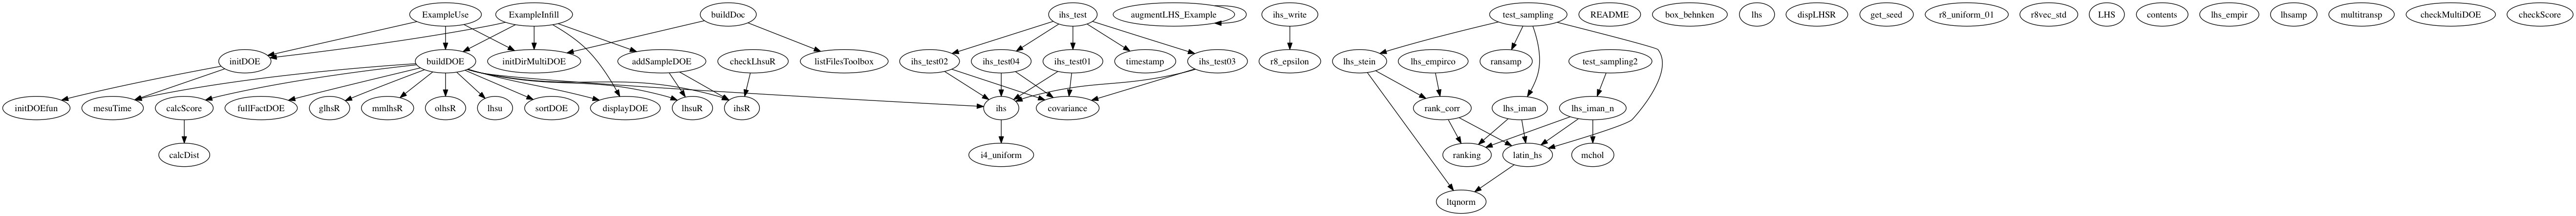 ExampleUse
ExampleInfill
buildDoc
ihs_test
augmentLHS_Example
ihs_write
test_sampling
README
box_behnken
lhs
dispLHSR
get_seed
r8_uniform_01
r8vec_std
LHS
contents
lhs_empir
lhsamp
multitransp
checkMultiDOE
checkScore
initDOE
buildDOE
initDirMultiDOE
addSampleDOE
checkLhsuR
listFilesToolbox
ihs_test02
ihs_test04
ihs_test01
timestamp
ihs_test03
r8_epsilon
lhs_stein
lhs_empirco
ransamp
test_sampling2
initDOEfun
mesuTime
calcScore
fullFactDOE
glhsR
mmlhsR
olhsR
lhsu
sortDOE
displayDOE
lhsuR
ihsR
ihs
covariance
rank_corr
lhs_iman
lhs_iman_n
calcDist
i4_uniform
ranking
latin_hs
mchol
ltqnorm